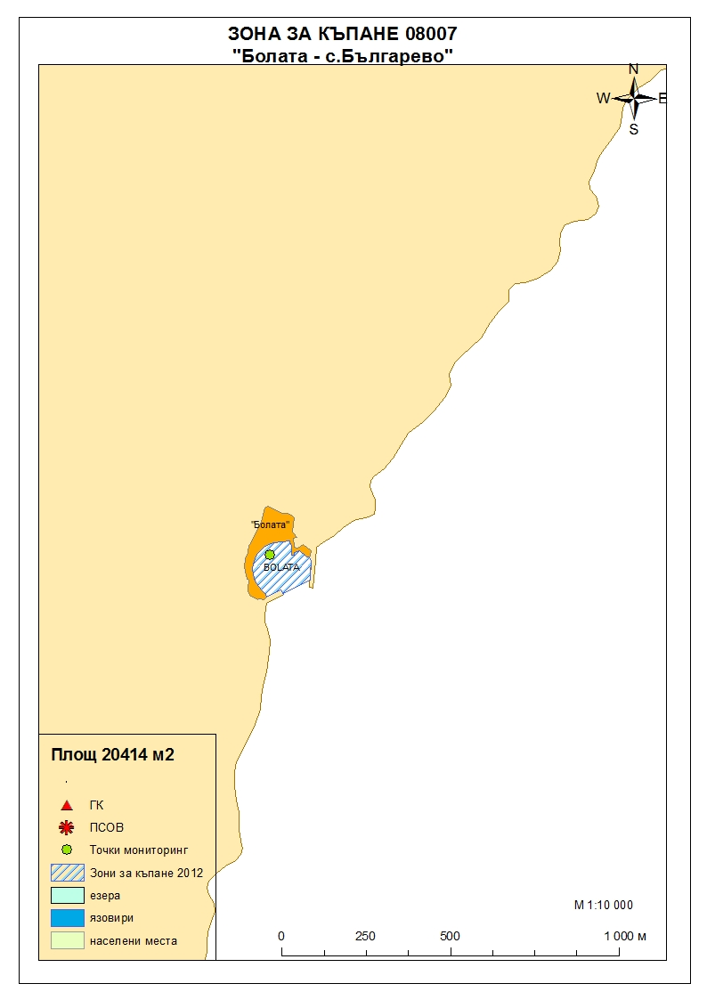 ЗОНА ЗА КЪПАНЕ 08007
"Болата - с.Българево"
N
W E
S
"Болата"
BOLATA
Площ 20414 м2
ГК
ПСОВ
Точки мониторинг
Зони за къпане 2012
езера
язовири
населени места
М 1:10 000
0 250 500 1 000 м